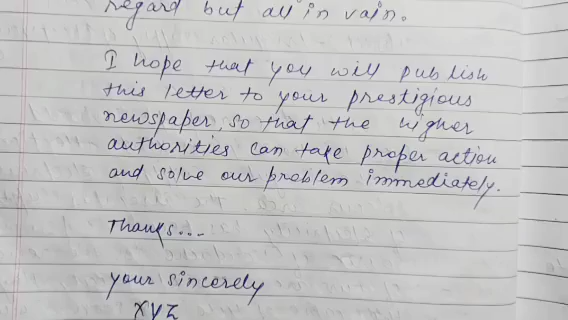 regard but all in vain.
I hope that you will publish
this letter to your prestigious
newspaper, so that the higher
authorities can take proper action
and solve our problem immediately.
Thanks...
your sincerely
XYZ